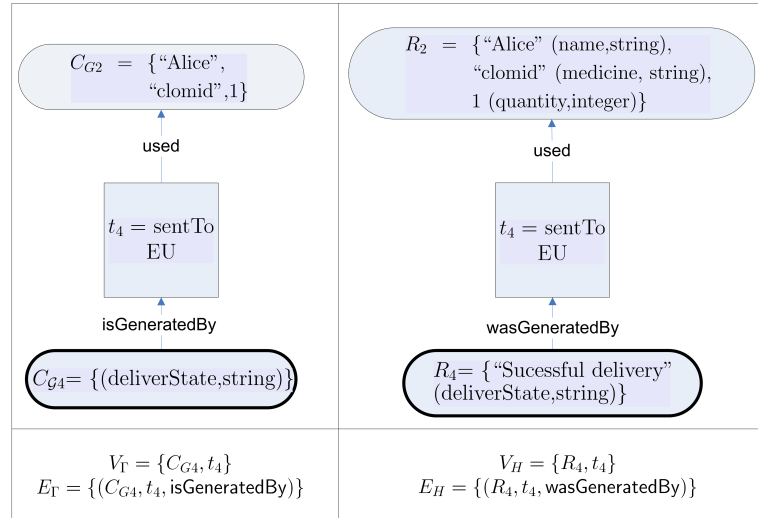 C_{G2} = {“Alice”,
“clomid”,1}
used
t_4 = sentTo
EU
isGeneratedBy
C_{𝒢4}= {(deliverState,string)}
V_Γ = {C_{G4}, t_4}
E_Γ = {(C_{G4}, t_4, isGeneratedBy)}
R_2 = {“Alice” (name,string),
“clomid” (medicine, string),
1 (quantity,integer)}
used
t_4 = sentTo
EU
wasGeneratedBy
R_4= {“Sucessful delivery”
(deliverState,string)}
V_H = {R_4, t_4}
E_H = {(R_4, t_4, wasGeneratedBy)}